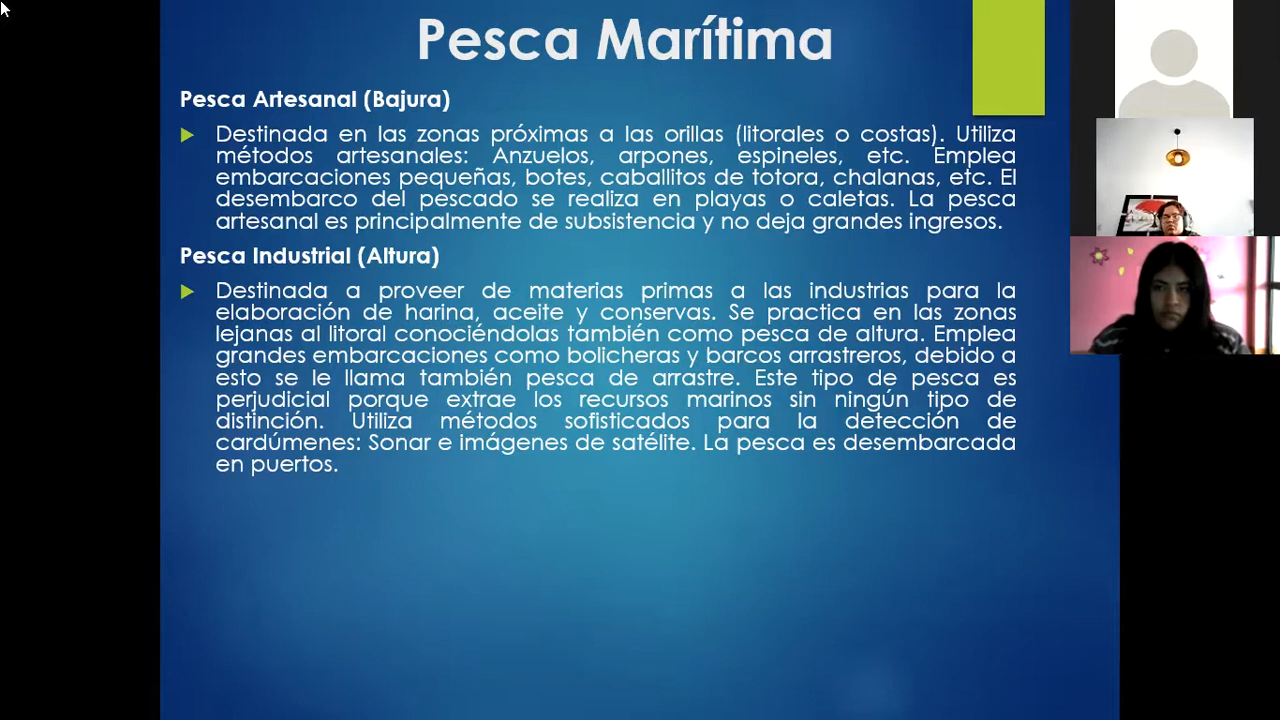 Pesca Marítima
Pesca Artesanal (Bajura)
Destinada en las zonas próximas a las orillas (litorales o costas). Utiliza
métodos artesanales: Anzuelos, arpones, espineles, etc. Emplea
embarcaciones pequeñas, botes, caballitos de totora, chalanas, etc. El
desembarco del pescado se realiza en playas o caletas. La pesca
artesanal es principalmente de subsistencia y no deja grandes ingresos.
Pesca Industrial (Altura)
Destinada a proveer de materias primas a las industrias para la
elaboración de harina, aceite y conservas. Se practica en las zonas
lejanas al litoral conociéndolas también como pesca de altura. Emplea
grandes embarcaciones como bolicheras y barcos arrastreros, debido a
esto se le llama también pesca de arrastre. Este tipo de pesca es
perjudicial porque extrae los recursos marinos sin ningún tipo de
distinción. Utiliza métodos sofisticados para la detección de
cardúmenes: Sonar e imágenes de satélite. La pesca es desembarcada
en puertos.